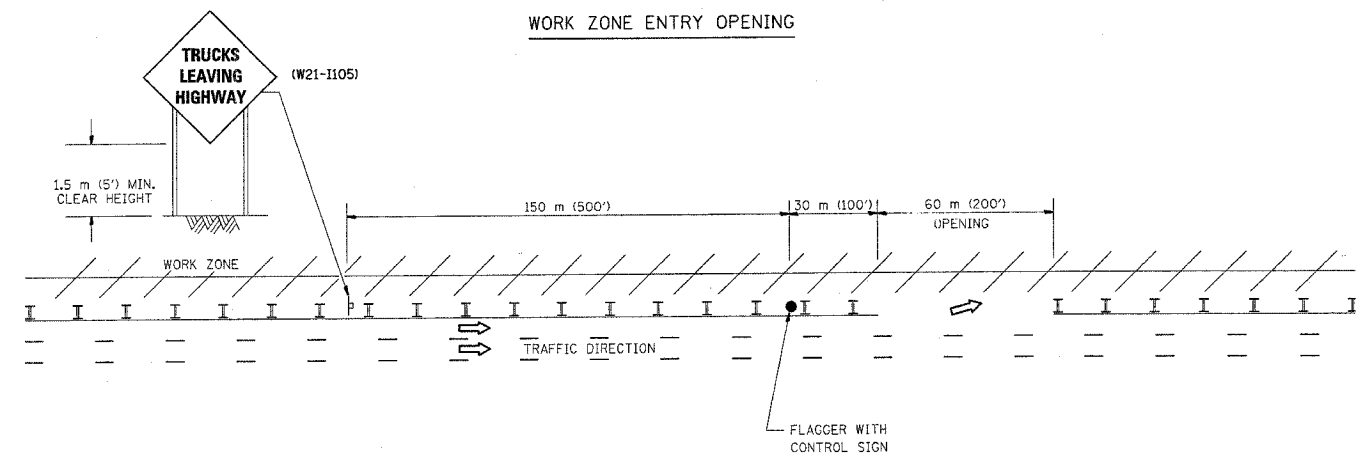 WORK ZONE ENTRY OPENING
TRUCKS
LEAVING
HIGHWAY
(W21-I105)
1.5 m (5') MIN.
CLEAR HEIGHT
150 m (500')
30 m (100')
60 m (200')
OPENING
WORK ZONE
TRAFFIC DIRECTION
FLAGGER WITH
CONTROL SIGN